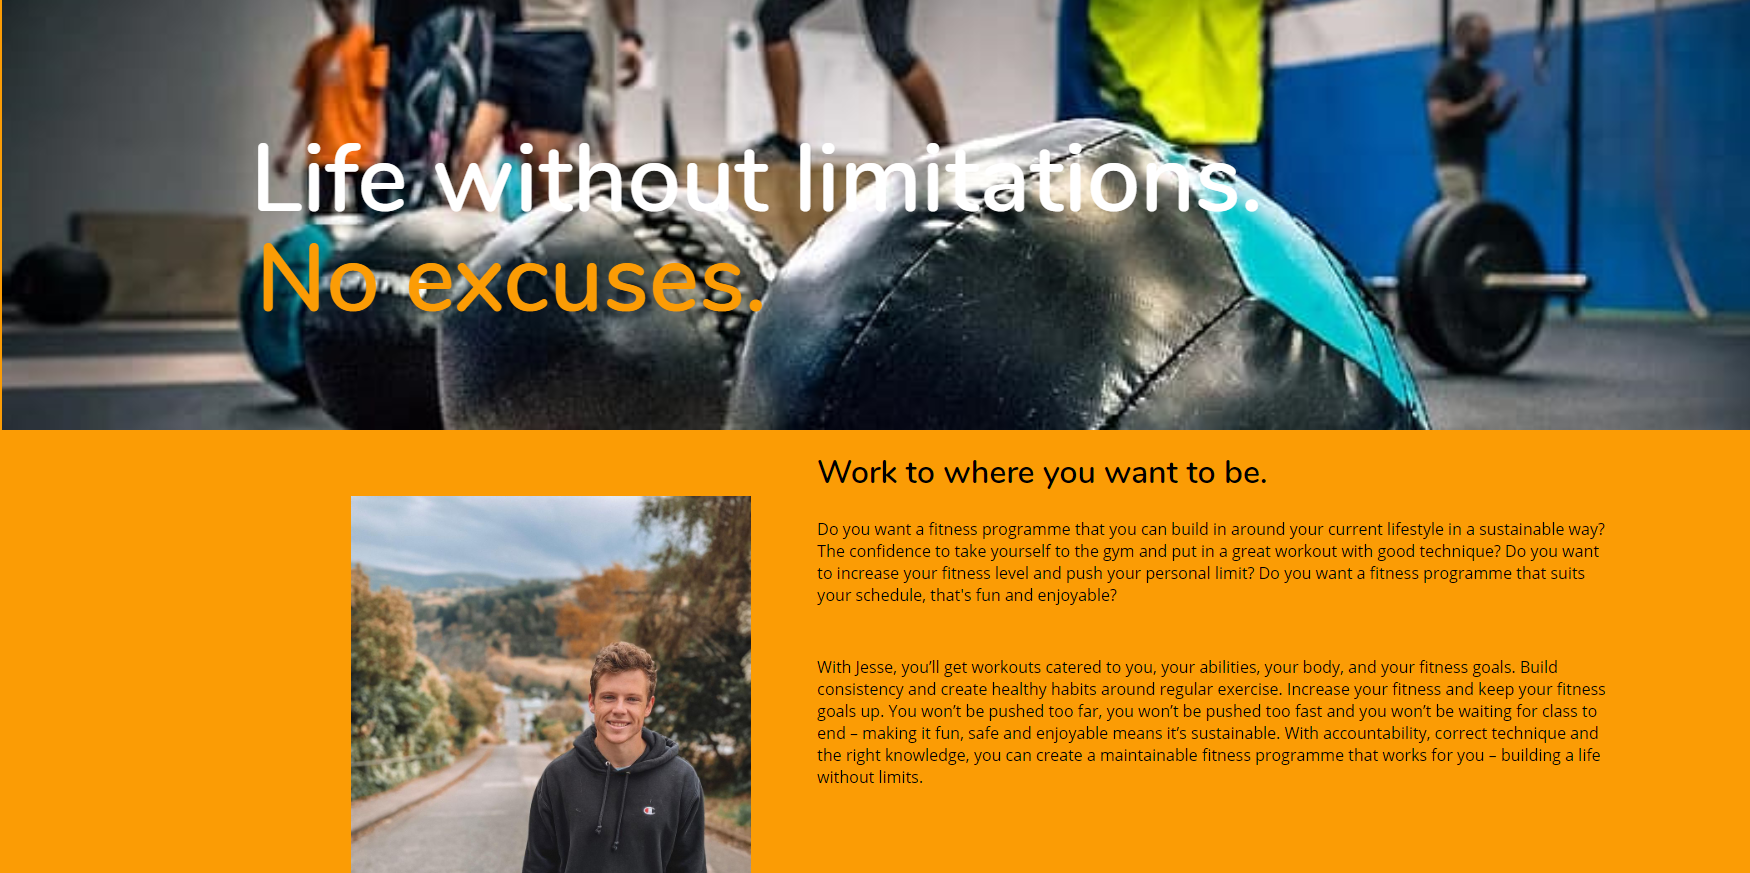 Life without limitations.
No excuses.
Work to where you want to be.
Do you want a fitness programme that you can build in around your current lifestyle in a sustainable way?
The confidence to take yourself to the gym and put in a great workout with good technique? Do you want
to increase your fitness level and push your personal limit? Do you want a fitness programme that suits
your schedule, that's fun and enjoyable?
With Jesse, you’ll get workouts catered to you, your abilities, your body, and your fitness goals. Build
consistency and create healthy habits around regular exercise. Increase your fitness and keep your fitness
goals up. You won’t be pushed too far, you won’t be pushed too fast and you won’t be waiting for class to
end – making it fun, safe and enjoyable means it’s sustainable. With accountability, correct technique and
the right knowledge, you can create a maintainable fitness programme that works for you – building a life
without limits.